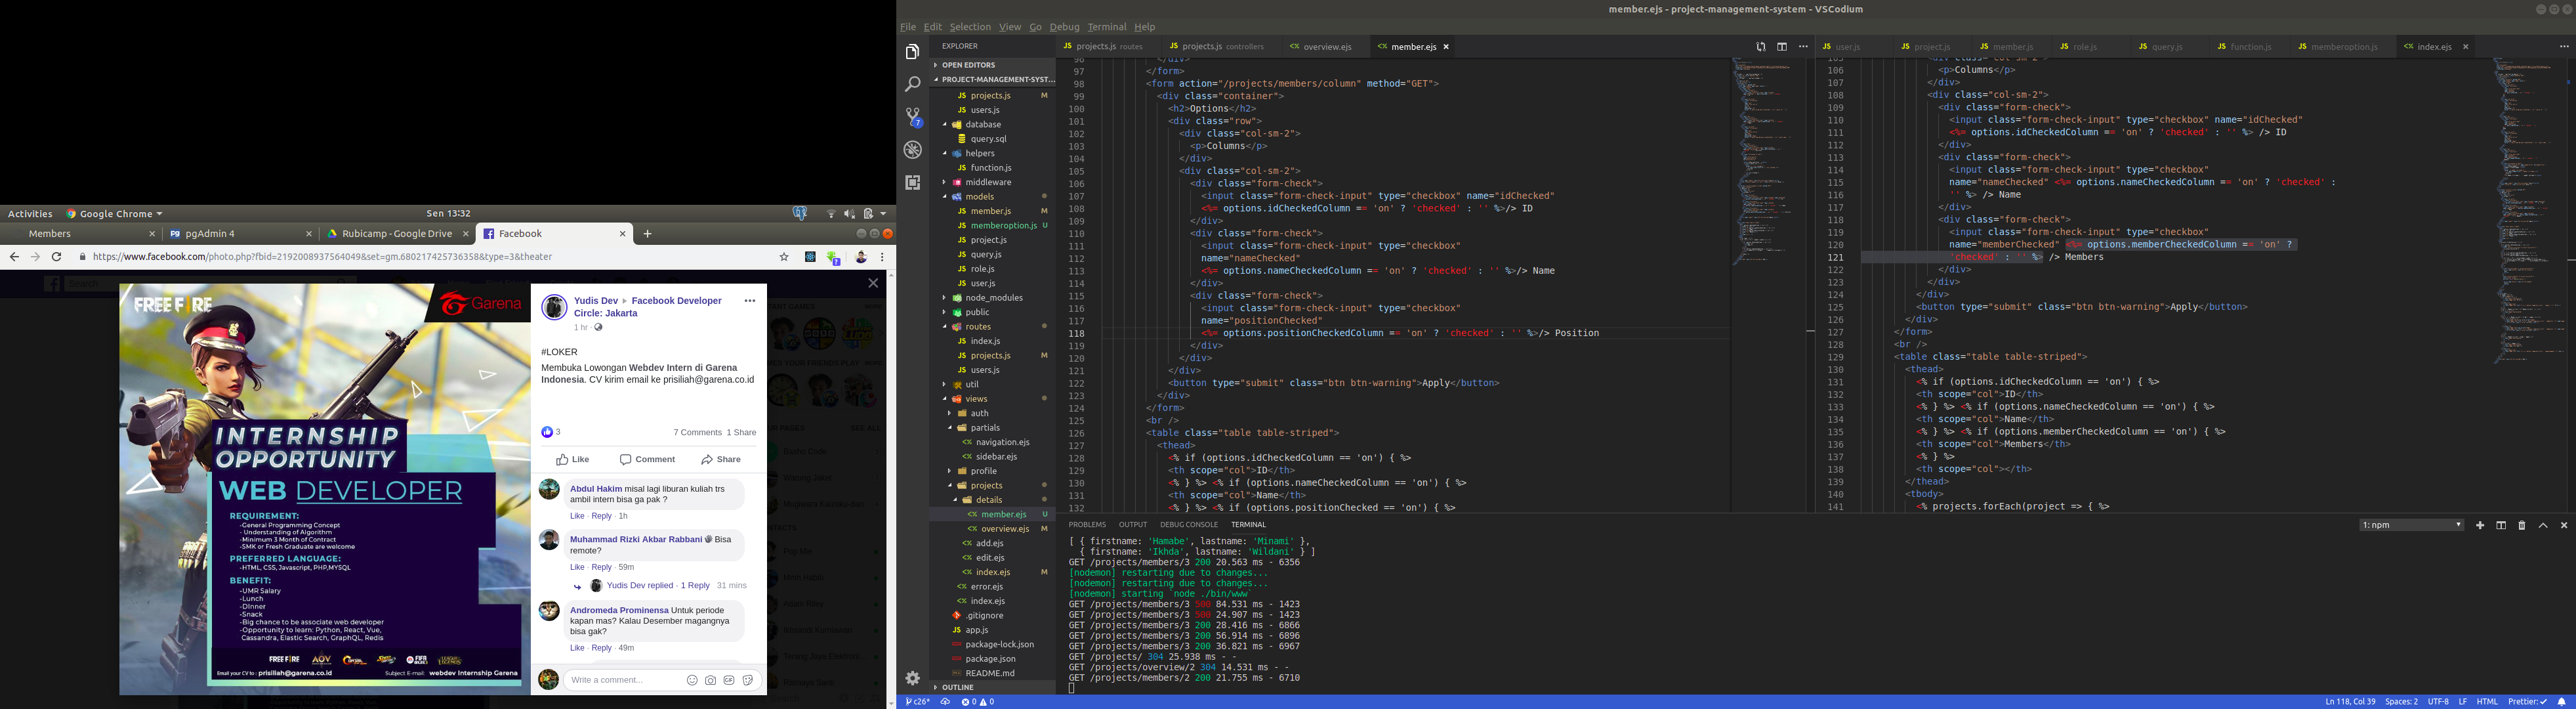 Activities
Google Chrome
Sen 13:32
Members
pgAdmin 4
Rubicamp - Google Drive
Facebook
https://www.facebook.com/photo.php?fbid=2192008937564049&set=gm.680217425736358&type=3&theater
FREE FIRE
Garena
INTERNSHIP
OPPORTUNITY
WEB DEVELOPER
REQUIREMENT:
-General Programming Concept
- Understanding of Algorithm
-Minimum 3 Month of Contract
-SMK or Fresh Graduate are welcome
PREFERRED LANGUAGE:
-HTML, CSS, Javascript, PHP,MYSQL
BENEFIT:
-UMR Salary
-Lunch
-DInner
-Snack
-Big chance to be associate web developer
-Opportunity to learn: Python, React, Vue,
Cassandra, Elastic Search, GraphQL, Redis
Email your CV to : prisiliah@garena.co.id
Subject E-mail: webdev Internship Garena
Yudis Dev ▸ Facebook Developer
Circle: Jakarta
1 hr ·
#LOKER
Membuka Lowongan Webdev Intern di Garena
Indonesia. CV kirim email ke prisiliah@garena.co.id
3
7 Comments 1 Share
Like Comment Share
Abdul Hakim misal lagi liburan kuliah trs
ambil intern bisa ga pak ?
Like · Reply · 1h
Muhammad Rizki Akbar Rabbani Bisa
remote?
Like · Reply · 59m
Yudis Dev replied · 1 Reply 31 mins
Andromeda Prominensa Untuk periode
kapan mas? Kalau Desember magangnya
bisa gak?
Like · Reply · 49m
Write a comment...
member.ejs - project-management-system - VSCodium
File Edit Selection View Go Debug Terminal Help
EXPLORER
OPEN EDITORS
PROJECT-MANAGEMENT-SYST...
projects.js M
users.js
database
query.sql
helpers
function.js
middleware
models
member.js M
memberoption.js U
project.js
query.js
role.js
user.js
node_modules
public
routes
index.js
projects.js M
users.js
util
views
auth
partials
navigation.ejs
sidebar.ejs
profile
projects
details
member.ejs U
overview.ejs M
add.ejs
edit.ejs
index.ejs M
error.ejs
index.ejs
.gitignore
app.js
package-lock.json
package.json
README.md
OUTLINE
projects.js routes
projects.js controllers
overview.ejs
member.ejs
96 </div>
97 </form>
98 <form action="/projects/members/column" method="GET">
99 <div class="container">
100 <h2>Options</h2>
101 <div class="row">
102 <div class="col-sm-2">
103 <p>Columns</p>
104 </div>
105 <div class="col-sm-2">
106 <div class="form-check">
107 <input class="form-check-input" type="checkbox" name="idChecked"
108 <%= options.idCheckedColumn == 'on' ? 'checked' : '' %>/> ID
109 </div>
110 <div class="form-check">
111 <input class="form-check-input" type="checkbox"
112 name="nameChecked"
113 <%= options.nameCheckedColumn == 'on' ? 'checked' : '' %>/> Name
114 </div>
115 <div class="form-check">
116 <input class="form-check-input" type="checkbox"
117 name="positionChecked"
118 <%= options.positionCheckedColumn == 'on' ? 'checked' : '' %>/> Position
119 </div>
120 </div>
121 </div>
122 <button type="submit" class="btn btn-warning">Apply</button>
123 </div>
124 </form>
125 <br />
126 <table class="table table-striped">
127 <thead>
128 <% if (options.idCheckedColumn == 'on') { %>
129 <th scope="col">ID</th>
130 <% } %> <% if (options.nameCheckedColumn == 'on') { %>
131 <th scope="col">Name</th>
132 <% } %> <% if (options.positionChecked == 'on') { %>
user.js
project.js
member.js
role.js
query.js
function.js
memberoption.js
index.ejs
105 <div class="col-sm-2">
106 <p>Columns</p>
107 </div>
108 <div class="col-sm-2">
109 <div class="form-check">
110 <input class="form-check-input" type="checkbox" name="idChecked"
111 <%= options.idCheckedColumn == 'on' ? 'checked' : '' %> /> ID
112 </div>
113 <div class="form-check">
114 <input class="form-check-input" type="checkbox"
115 name="nameChecked" <%= options.nameCheckedColumn == 'on' ? 'checked' :
116 '' %> /> Name
117 </div>
118 <div class="form-check">
119 <input class="form-check-input" type="checkbox"
120 name="memberChecked" <%= options.memberCheckedColumn == 'on' ?
121 'checked' : '' %> /> Members
122 </div>
123 </div>
124 </div>
125 <button type="submit" class="btn btn-warning">Apply</button>
126 </div>
127 </form>
128 <br />
129 <table class="table table-striped">
130 <thead>
131 <% if (options.idCheckedColumn == 'on') { %>
132 <th scope="col">ID</th>
133 <% } %> <% if (options.nameCheckedColumn == 'on') { %>
134 <th scope="col">Name</th>
135 <% } %> <% if (options.memberCheckedColumn == 'on') { %>
136 <th scope="col">Members</th>
137 <% } %>
138 <th scope="col"></th>
139 </thead>
140 <tbody>
141 <% projects.forEach(project => { %>
PROBLEMS OUTPUT DEBUG CONSOLE TERMINAL
1: npm
[ { firstname: 'Hamabe', lastname: 'Minami' },
{ firstname: 'Ikhda', lastname: 'Wildani' } ]
GET /projects/members/3 200 20.563 ms - 6356
[nodemon] restarting due to changes...
[nodemon] restarting due to changes...
[nodemon] starting `node ./bin/www`
GET /projects/members/3 500 84.531 ms - 1423
GET /projects/members/3 500 24.907 ms - 1423
GET /projects/members/3 200 28.416 ms - 6866
GET /projects/members/3 200 56.914 ms - 6896
GET /projects/members/3 200 36.821 ms - 6967
GET /projects/ 304 25.938 ms - -
GET /projects/overview/2 304 14.531 ms - -
GET /projects/members/2 200 21.755 ms - 6710
c26*
0 0
Ln 118, Col 39 Spaces: 2 UTF-8 LF HTML Prettier: ✓